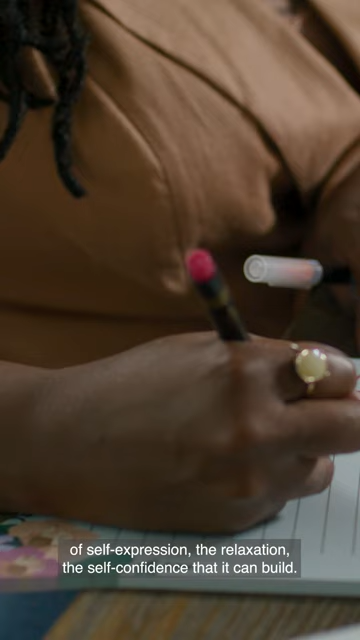 of self-expression, the relaxation,
the self-confidence that it can build.